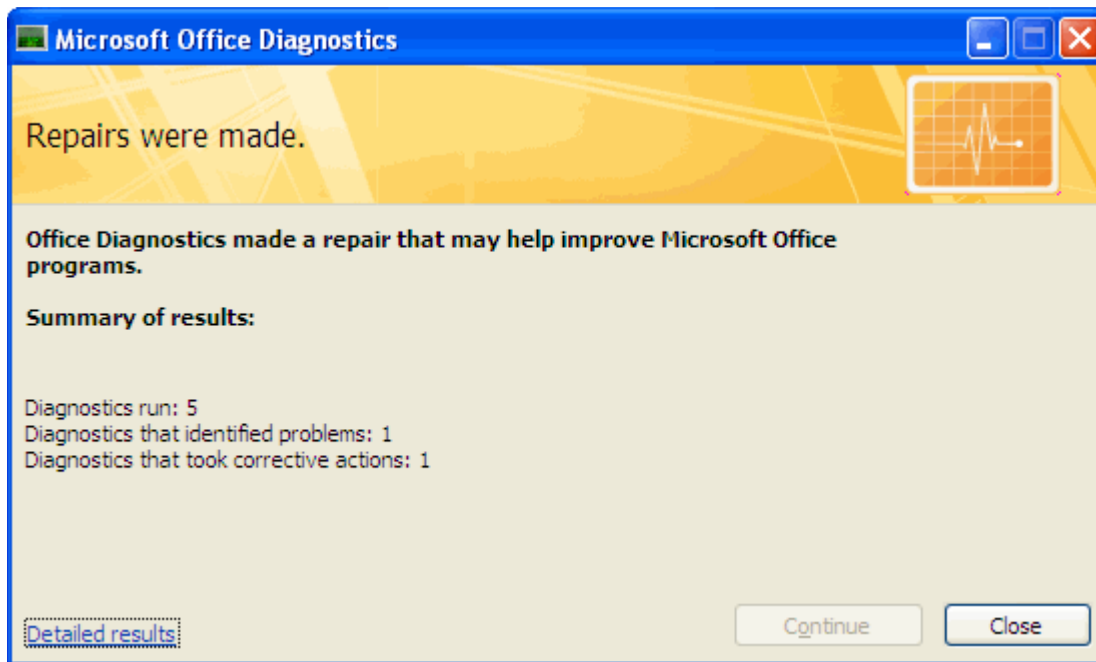 Microsoft Office Diagnostics
Repairs were made.
Office Diagnostics made a repair that may help improve Microsoft Office
programs.
Summary of results:
Diagnostics run: 5
Diagnostics that identified problems: 1
Diagnostics that took corrective actions: 1
Detailed results
Continue
Close